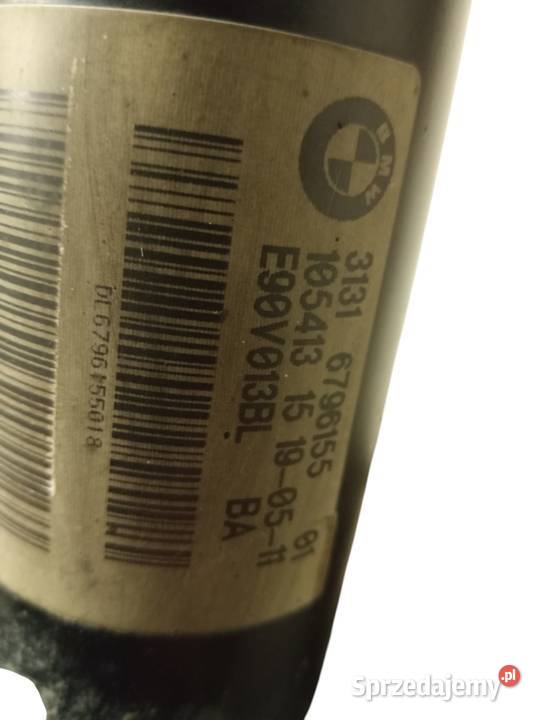 BMW
3131 6796155 01
105413 15 19-05-11
E90V013BL BA
DL6796155018
Sprzedajemy.pl